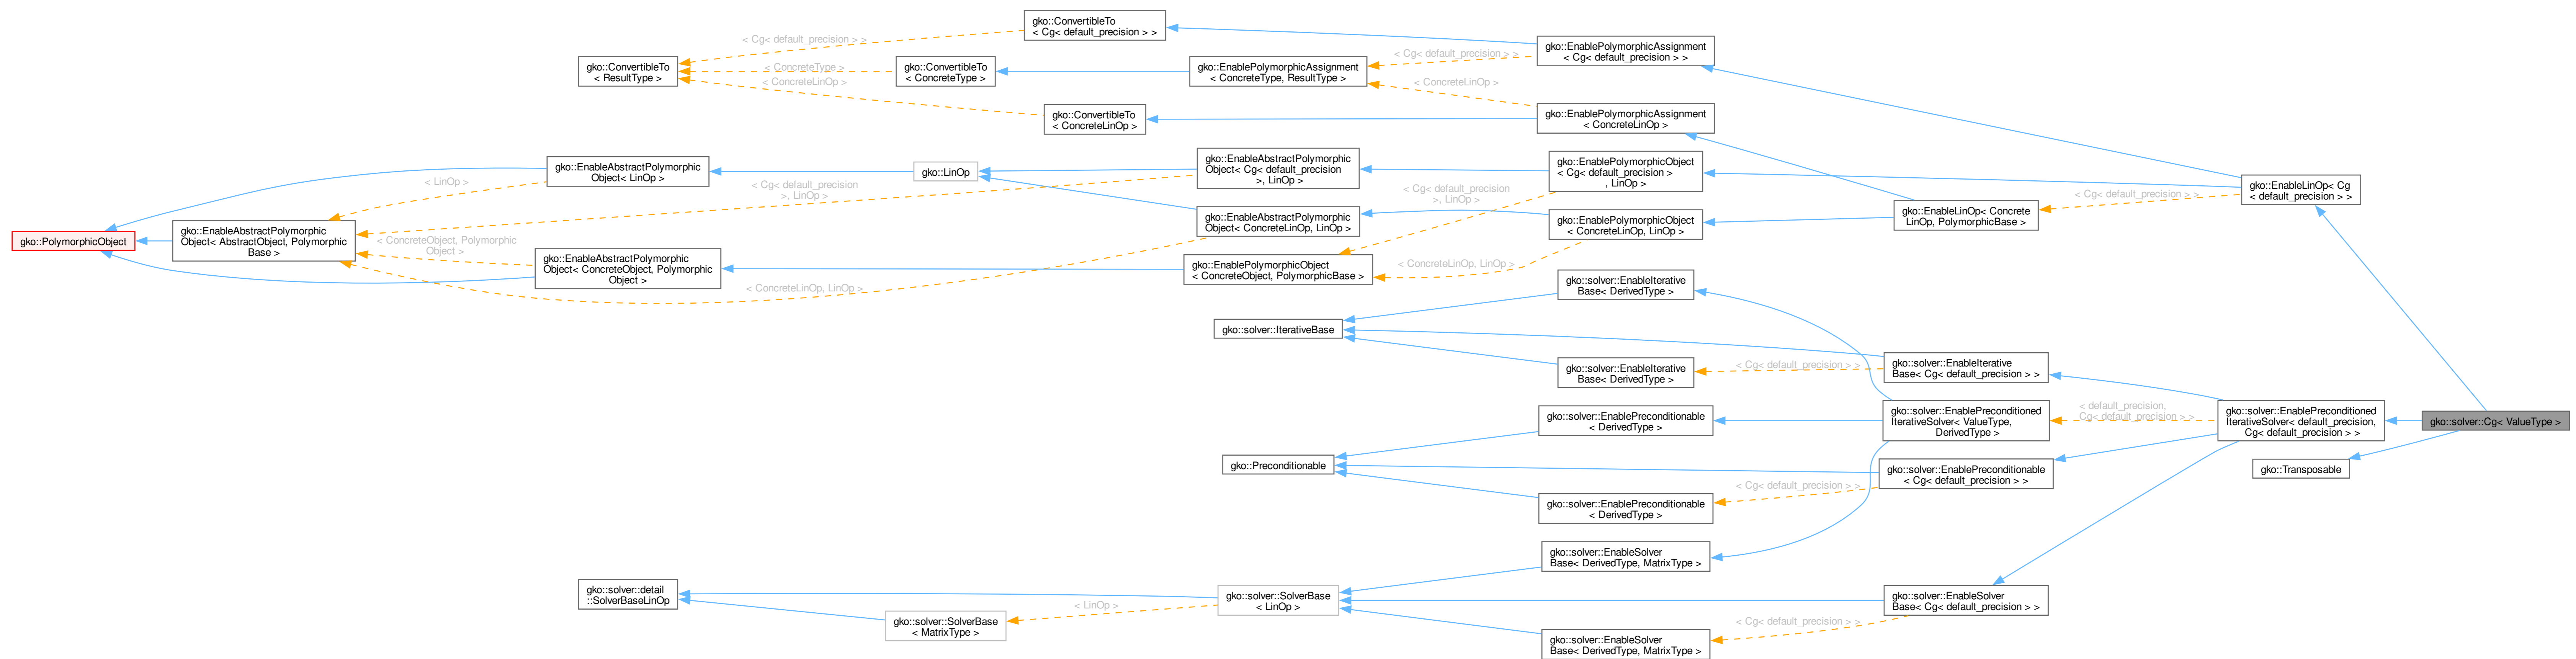 gko::ConvertibleTo
< Cg< default_precision > >
< Cg< default_precision > >
gko::ConvertibleTo
< ResultType >
< ConcreteType >
< ConcreteLinOp >
gko::ConvertibleTo
< ConcreteType >
gko::EnablePolymorphicAssignment
< ConcreteType, ResultType >
< Cg< default_precision > >
< ConcreteLinOp >
gko::EnablePolymorphicAssignment
< Cg< default_precision > >
gko::ConvertibleTo
< ConcreteLinOp >
gko::EnablePolymorphicAssignment
< ConcreteLinOp >
gko::EnableAbstractPolymorphic
Object< LinOp >
< LinOp >
gko::LinOp
gko::EnableAbstractPolymorphic
Object< Cg< default_precision
>, LinOp >
< Cg< default_precision
>, LinOp >
gko::EnablePolymorphicObject
< Cg< default_precision >
, LinOp >
< Cg< default_precision
>, LinOp >
gko::EnableLinOp< Cg
< default_precision > >
< Cg< default_precision > >
gko::EnableLinOp< Concrete
LinOp, PolymorphicBase >
gko::EnableAbstractPolymorphic
Object< ConcreteLinOp, LinOp >
gko::EnablePolymorphicObject
< ConcreteLinOp, LinOp >
gko::PolymorphicObject
gko::EnableAbstractPolymorphic
Object< AbstractObject, Polymorphic
Base >
< ConcreteObject, Polymorphic
Object >
gko::EnableAbstractPolymorphic
Object< ConcreteObject, Polymorphic
Object >
< ConcreteLinOp, LinOp >
gko::EnablePolymorphicObject
< ConcreteObject, PolymorphicBase >
< ConcreteLinOp, LinOp >
gko::solver::EnableIterative
Base< DerivedType >
gko::solver::IterativeBase
gko::solver::EnableIterative
Base< DerivedType >
< Cg< default_precision > >
gko::solver::EnableIterative
Base< Cg< default_precision > >
gko::solver::EnablePreconditionable
< DerivedType >
gko::solver::EnablePreconditioned
IterativeSolver< ValueType,
DerivedType >
< default_precision,
Cg< default_precision > >
gko::solver::EnablePreconditioned
IterativeSolver< default_precision,
Cg< default_precision > >
gko::solver::Cg< ValueType >
gko::Preconditionable
gko::solver::EnablePreconditionable
< Cg< default_precision > >
gko::Transposable
< Cg< default_precision > >
gko::solver::EnablePreconditionable
< DerivedType >
gko::solver::EnableSolver
Base< DerivedType, MatrixType >
gko::solver::detail
::SolverBaseLinOp
gko::solver::SolverBase
< MatrixType >
< LinOp >
gko::solver::SolverBase
< LinOp >
gko::solver::EnableSolver
Base< Cg< default_precision > >
< Cg< default_precision > >
gko::solver::EnableSolver
Base< DerivedType, MatrixType >